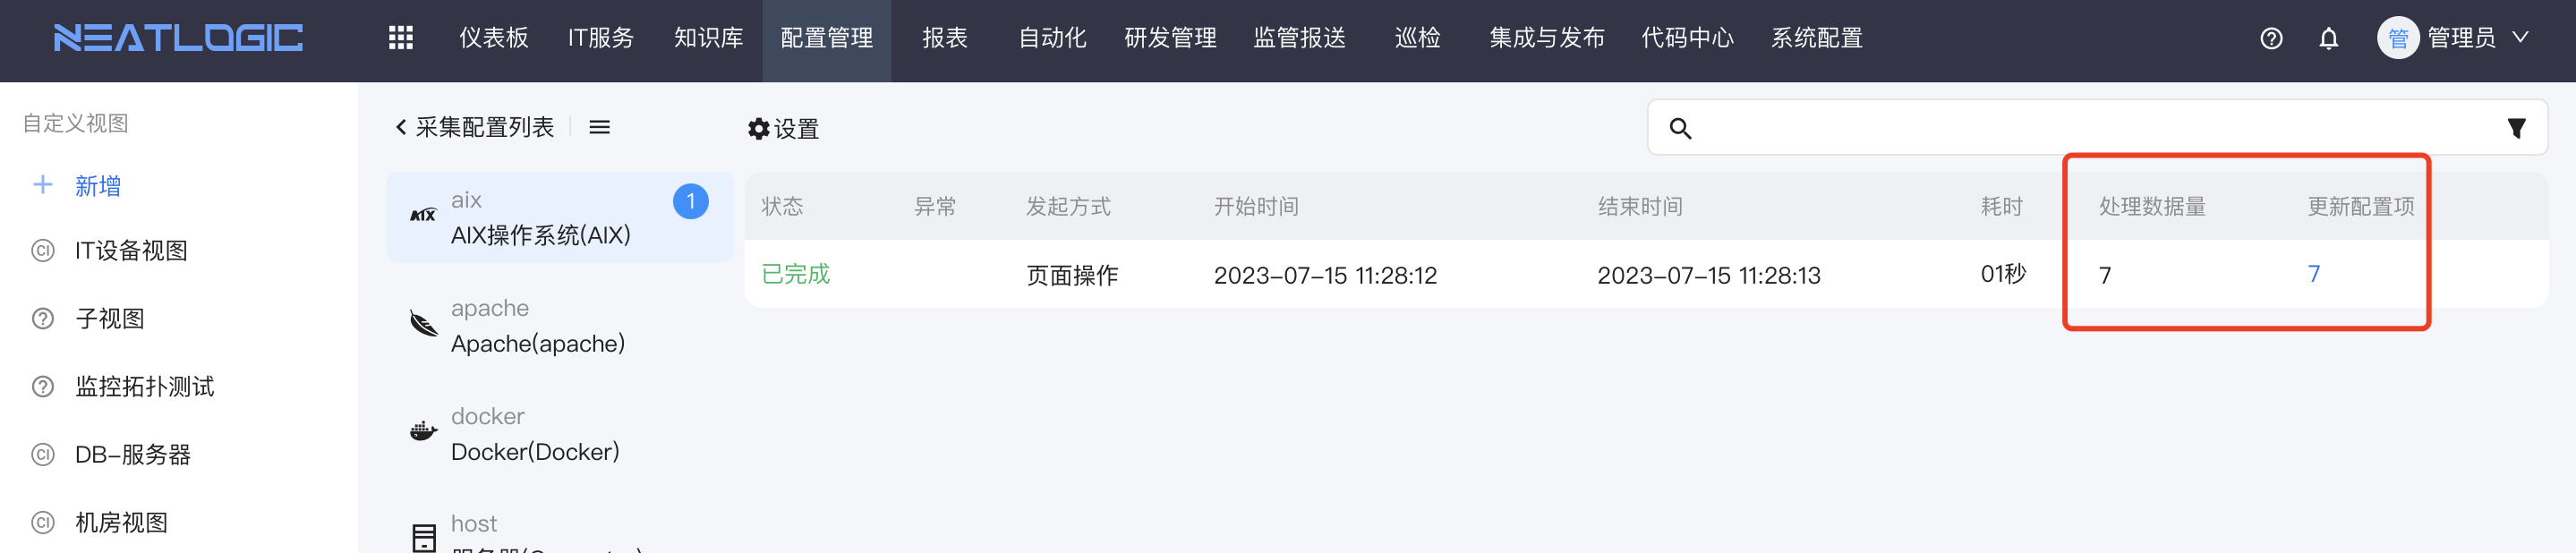 NEATLOGIC
仪表板 IT服务 知识库 配置管理 报表 自动化 研发管理 监管报送 巡检 集成与发布 代码中心 系统配置
管 管理员
自定义视图
新增
IT设备视图
子视图
监控拓扑测试
DB-服务器
机房视图
采集配置列表
设置
aix
1
AIX操作系统(AIX)
apache
Apache(apache)
docker
Docker(Docker)
host
状态 异常 发起方式 开始时间 结束时间 耗时 处理数据量 更新配置项
已完成 页面操作 2023-07-15 11:28:12 2023-07-15 11:28:13 01秒 7 7